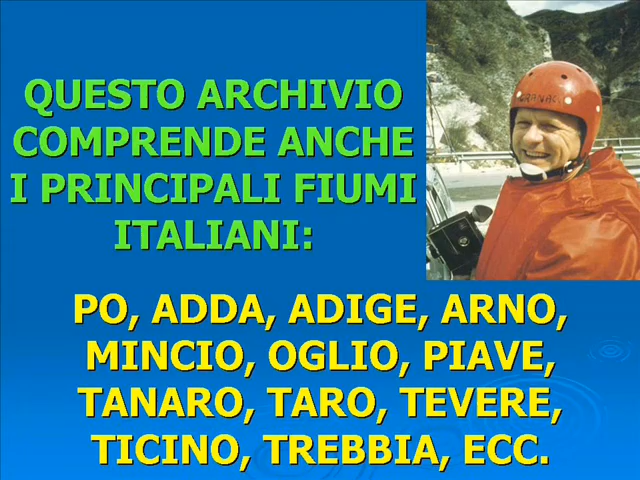 QUESTO ARCHIVIO
COMPRENDE ANCHE
I PRINCIPALI FIUMI
ITALIANI:
PO, ADDA, ADIGE, ARNO,
MINCIO, OGLIO, PIAVE,
TANARO, TARO, TEVERE,
TICINO, TREBBIA, ECC.